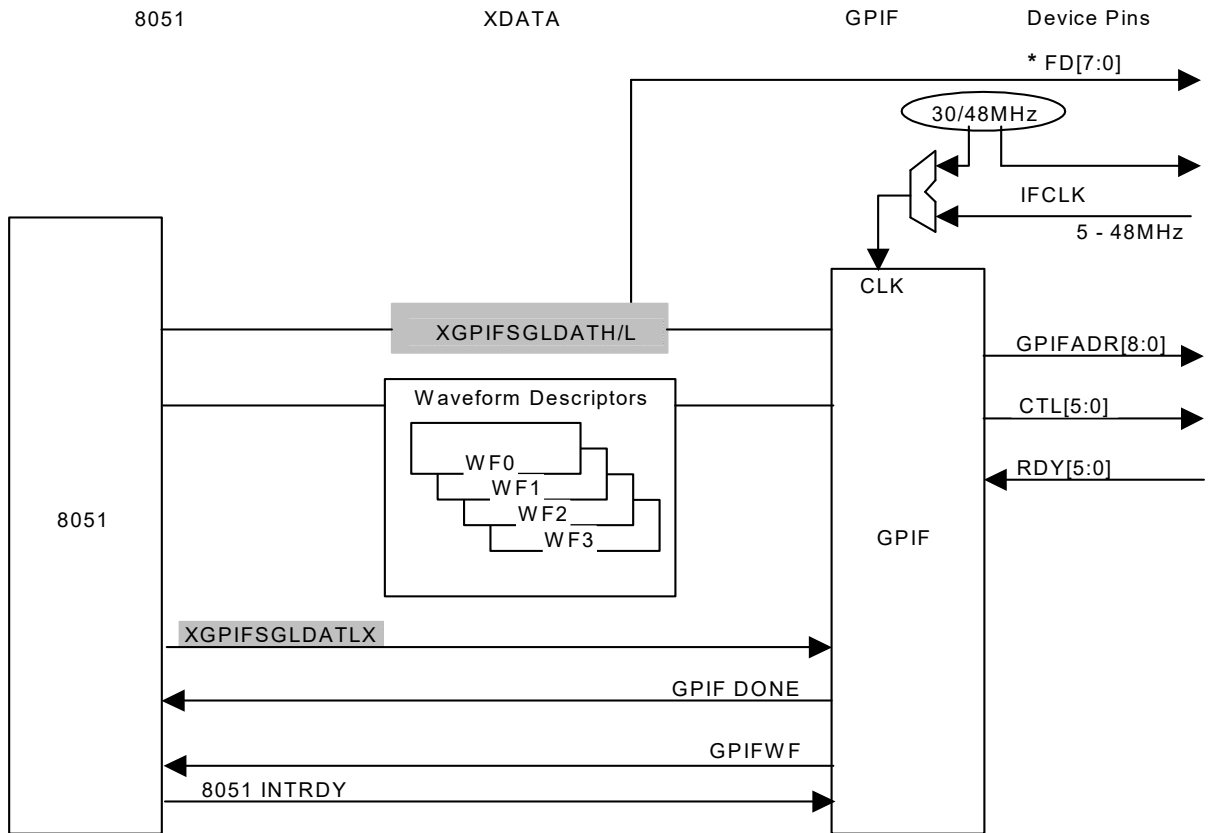 8051 XDATA GPIF Device Pins
* FD[7:0]
30/48MHz
IFCLK
5 - 48MHz
CLK
XGPIFSGLDATH/L
GPIFADR[8:0]
Waveform Descriptors
CTL[5:0]
WF0
RDY[5:0]
WF1
WF2
8051
WF3
GPIF
XGPIFSGLDATLX
GPIF DONE
GPIFWF
8051 INTRDY